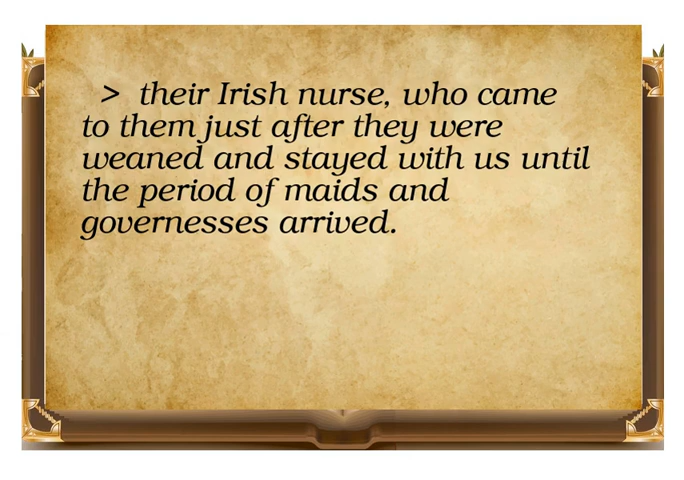 > their Irish nurse, who came
to them just after they were
weaned and stayed with us until
the period of maids and
governesses arrived.